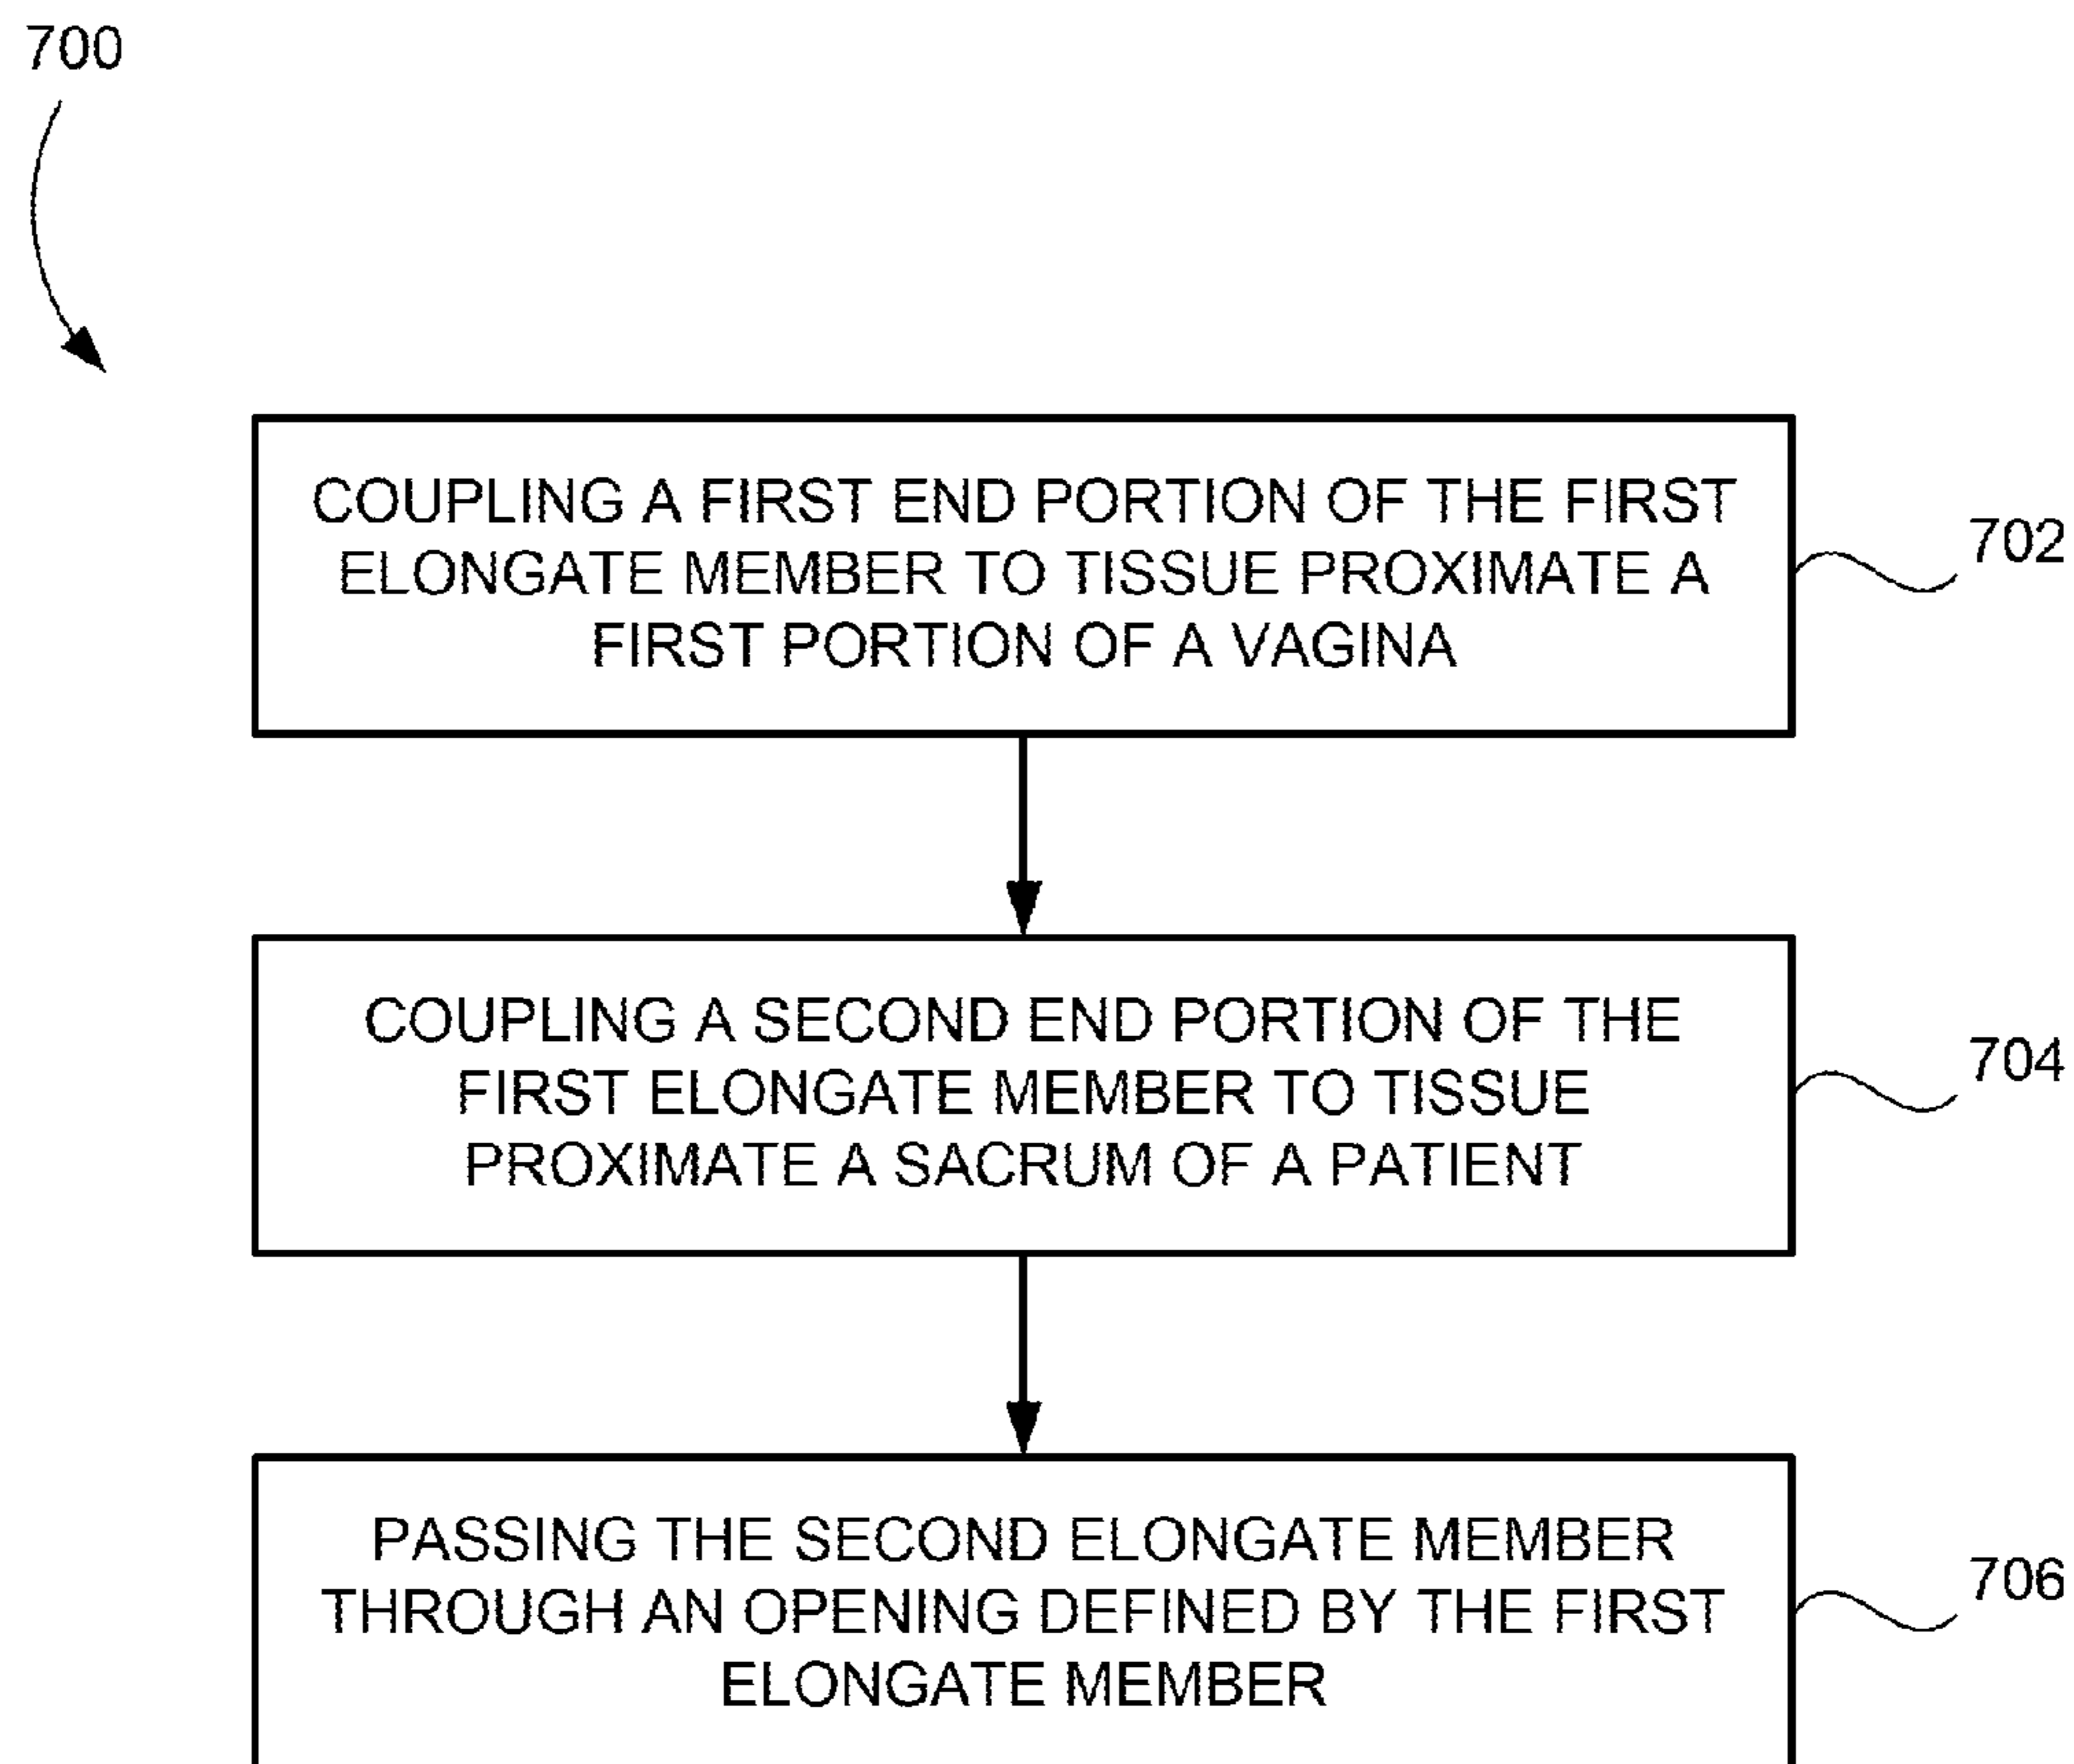 700
COUPLING A FIRST END PORTION OF THE FIRST
ELONGATE MEMBER TO TISSUE PROXIMATE A
FIRST PORTION OF A VAGINA
702
COUPLING A SECOND END PORTION OF THE
FIRST ELONGATE MEMBER TO TISSUE
PROXIMATE A SACRUM OF A PATIENT
704
PASSING THE SECOND ELONGATE MEMBER
THROUGH AN OPENING DEFINED BY THE FIRST
ELONGATE MEMBER
706